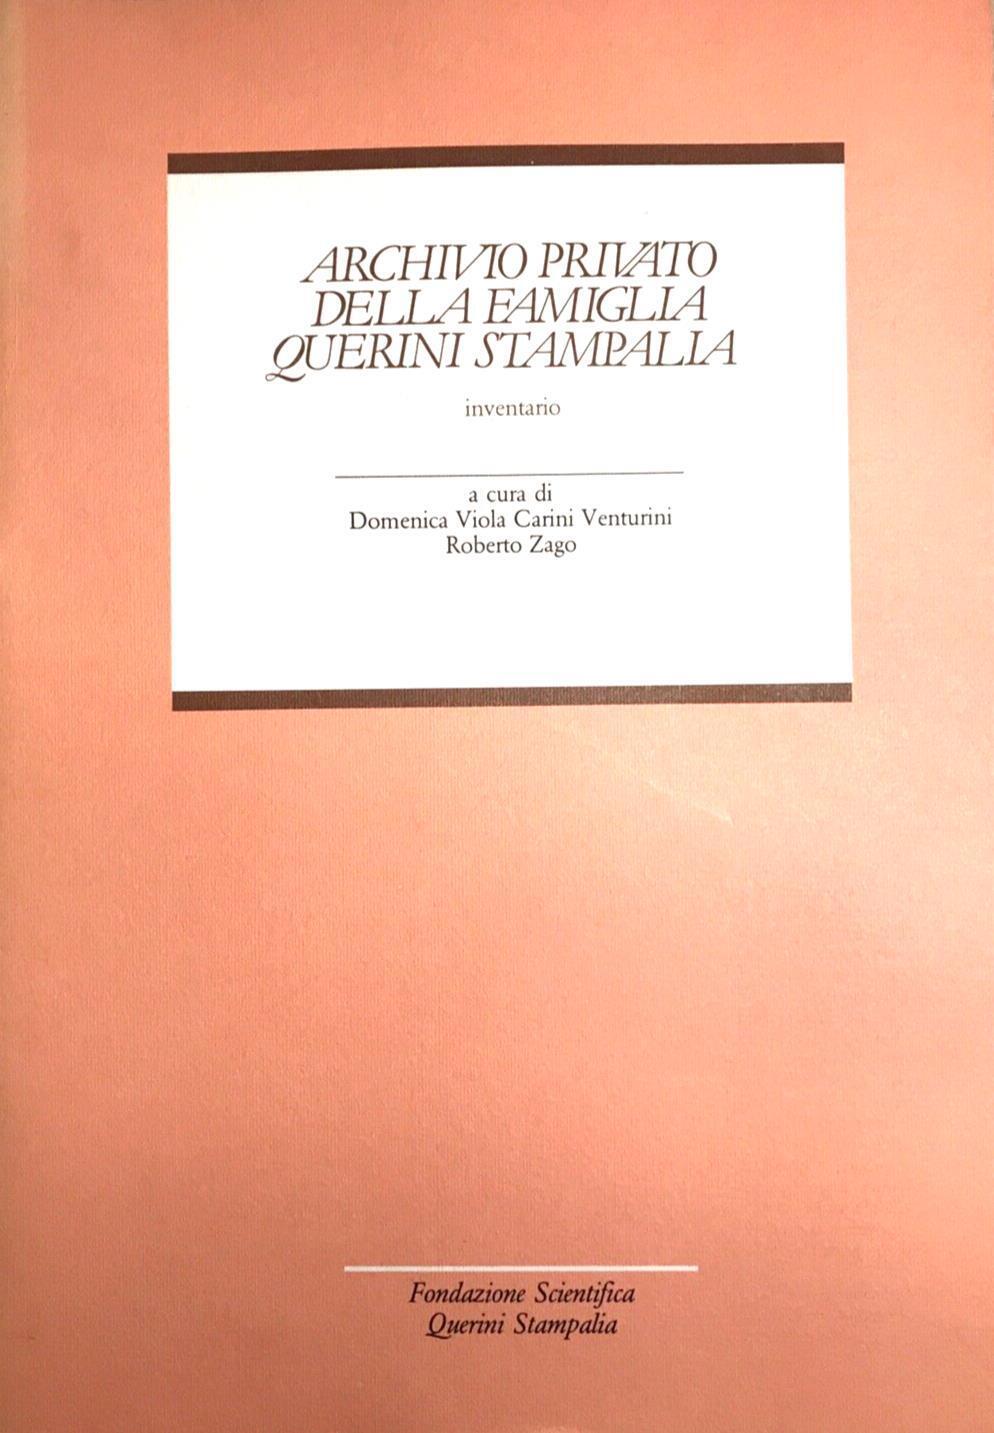 ARCHIVIO PRIVATO
DELLA FAMIGLIA
QUERINI STAMPALIA
inventario
a cura di
Domenica Viola Carini Venturini
Roberto Zago
Fondazione Scientifica
Querini Stampalia